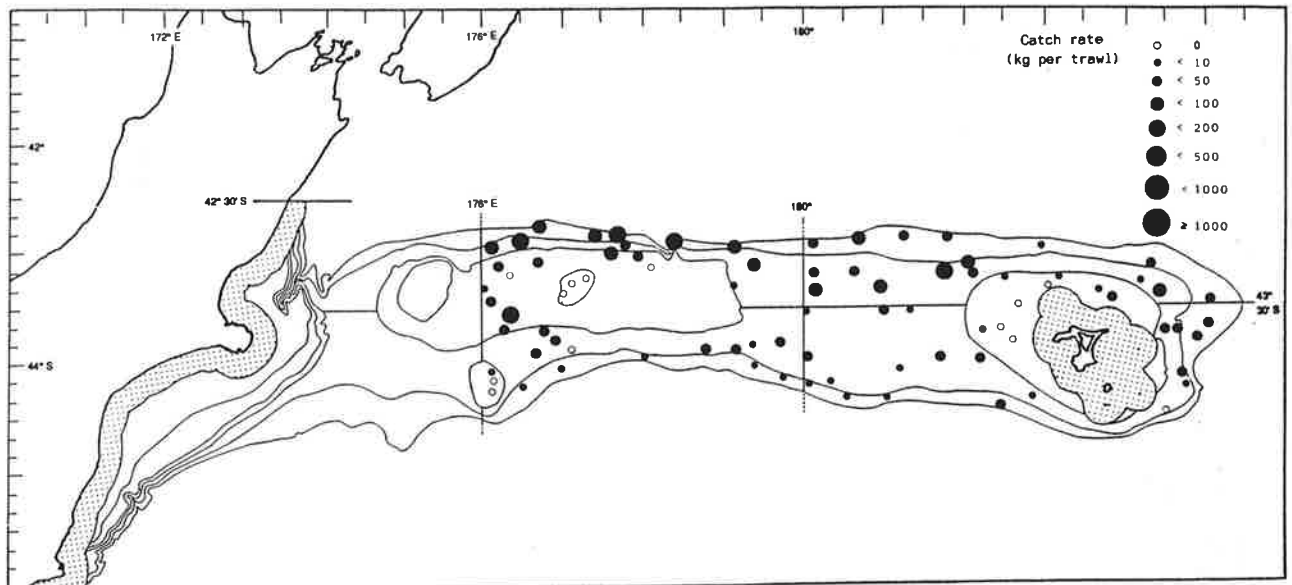 172° E
176° E
180°
Catch rate
(kg per trawl)
0
< 10
< 50
< 100
< 200
< 500
< 1000
≥ 1000
42°
42° 30' S
176° E
180°
43°
30' S
44° S